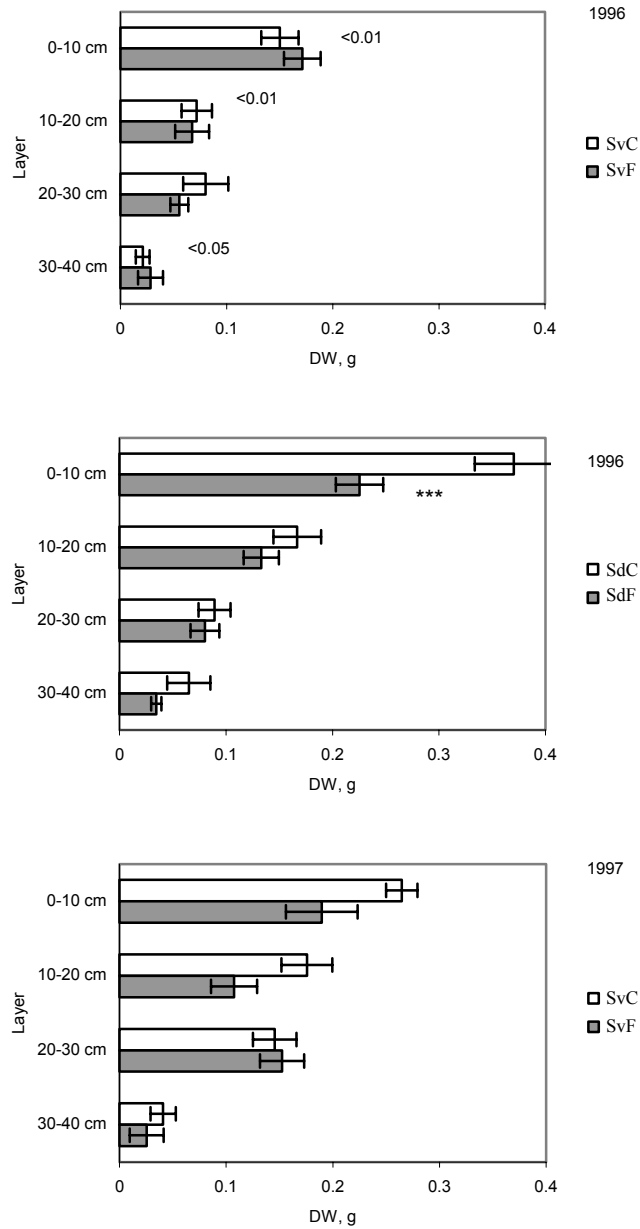 1996
0-10 cm
<0.01
10-20 cm
<0.01
Layer
SvC
SvF
20-30 cm
30-40 cm
<0.05
0 0.1 0.2 0.3 0.4
DW, g
1996
0-10 cm
***
10-20 cm
Layer
SdC
SdF
20-30 cm
30-40 cm
0 0.1 0.2 0.3 0.4
DW, g
1997
0-10 cm
10-20 cm
Layer
SvC
SvF
20-30 cm
30-40 cm
0 0.1 0.2 0.3 0.4
DW, g